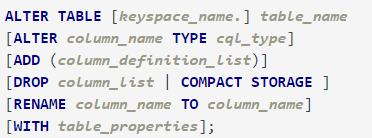 ALTER TABLE [keyspace_name.] table_name
[ALTER column_name TYPE cql_type]
[ADD (column_definition_list)]
[DROP column_list | COMPACT STORAGE ]
[RENAME column_name TO column_name]
[WITH table_properties];